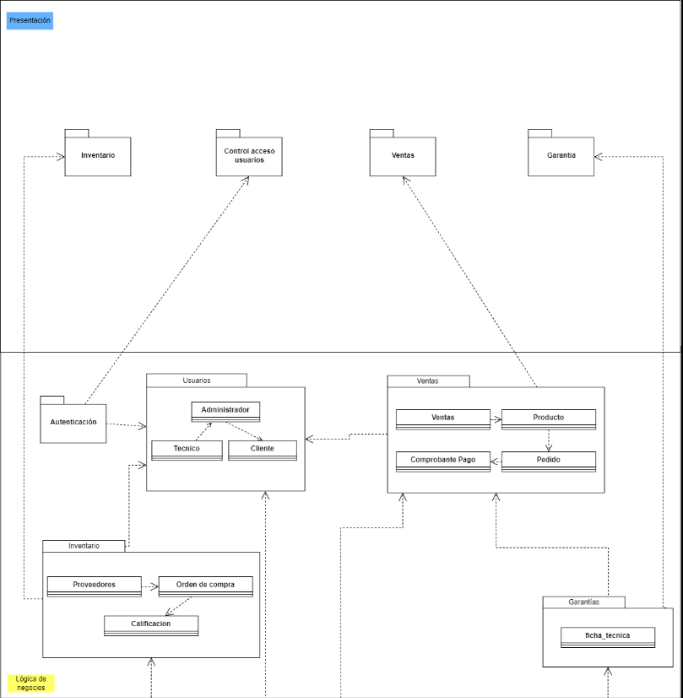 Presentación
Inventario
Control acceso
usuarios
Ventas
Garantia
Usuarios
Administrador
Tecnico
Cliente
Autenticación
Ventas
Ventas
Producto
Comprobante Pago
Pedido
Inventario
Proveedores
Orden de compra
Calificacion
Garantías
ficha_tecnica
Lógica de
negocios